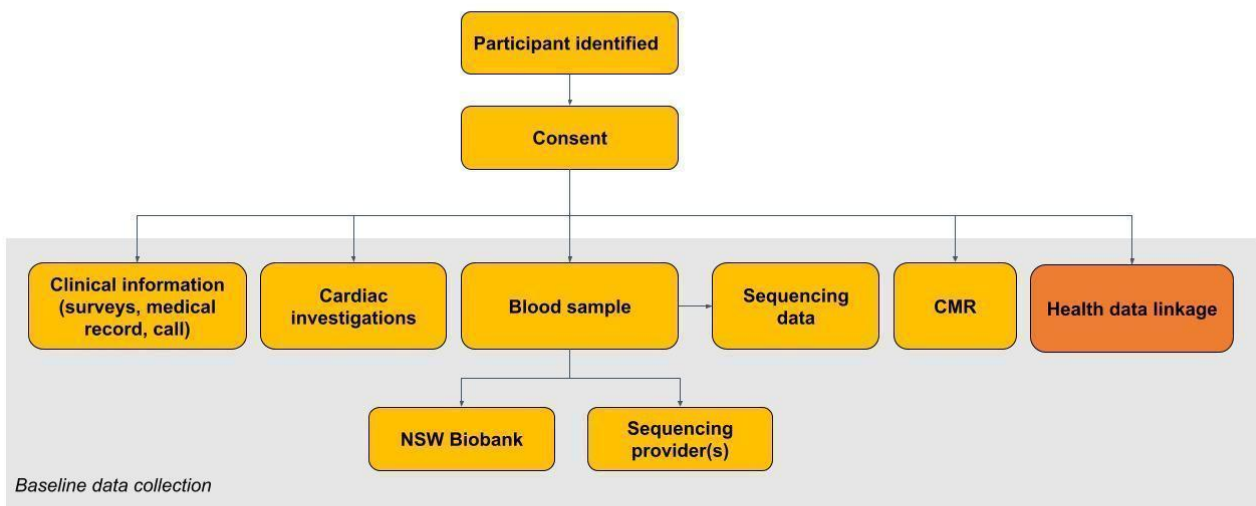 Participant identified
Consent
Clinical information
(surveys, medical
record, call)
Cardiac
investigations
Blood sample
Sequencing
data
CMR
Health data linkage
NSW Biobank
Sequencing
provider(s)
Baseline data collection